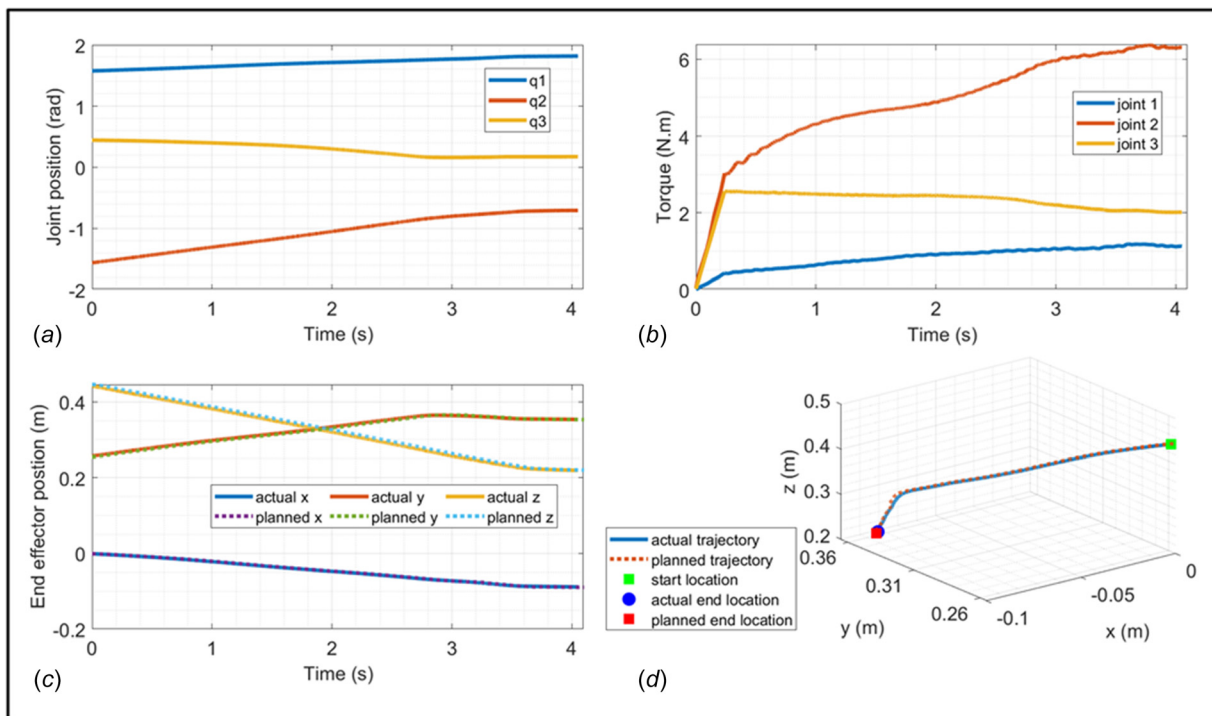 2
1
0
-1
-2
Joint position (rad)
q1
q2
q3
0 1 2 3 4
Time (s)
(a)
6
4
2
0
Torque (N.m)
joint 1
joint 2
joint 3
0 1 2 3 4
Time (s)
(b)
0.4
0.2
0
-0.2
End effector postion (m)
actual x actual y actual z
planned x planned y planned z
0 1 2 3 4
Time (s)
(c)
0.5
0.4
0.3
0.2
z (m)
0.36
0.31
0.26
y (m)
-0.1
-0.05
0
x (m)
actual trajectory
planned trajectory
start location
actual end location
planned end location
(d)